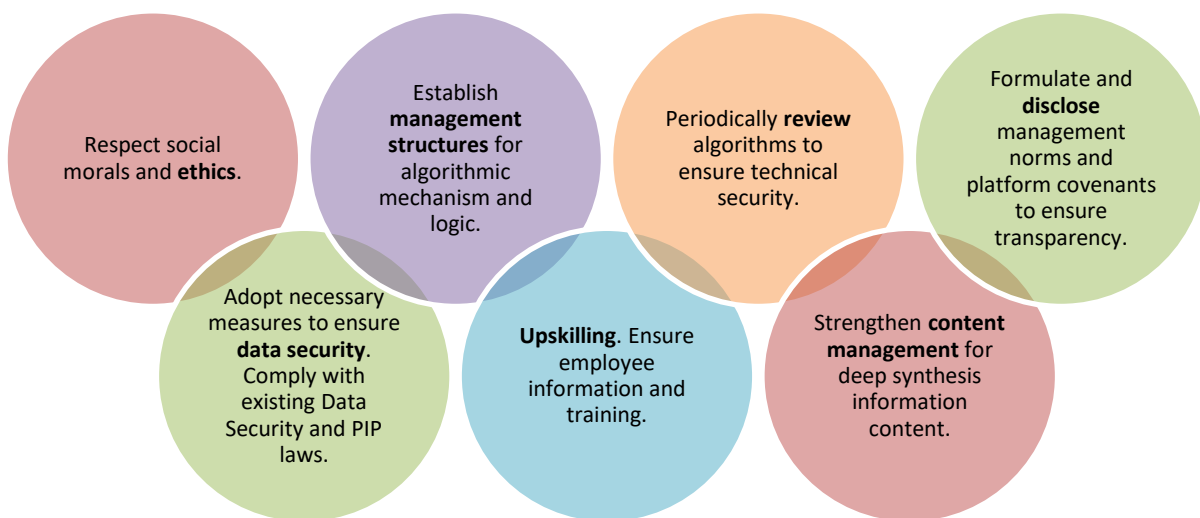 Respect social
morals and ethics.
Adopt necessary
measures to ensure
data security.
Comply with
existing Data
Security and PIP
laws.
Establish
management
structures for
algorithmic
mechanism and
logic.
Upskilling. Ensure
employee
information and
training.
Periodically review
algorithms to
ensure technical
security.
Strengthen content
management for
deep synthesis
information
content.
Formulate and
disclose
management
norms and
platform covenants
to ensure
transparency.